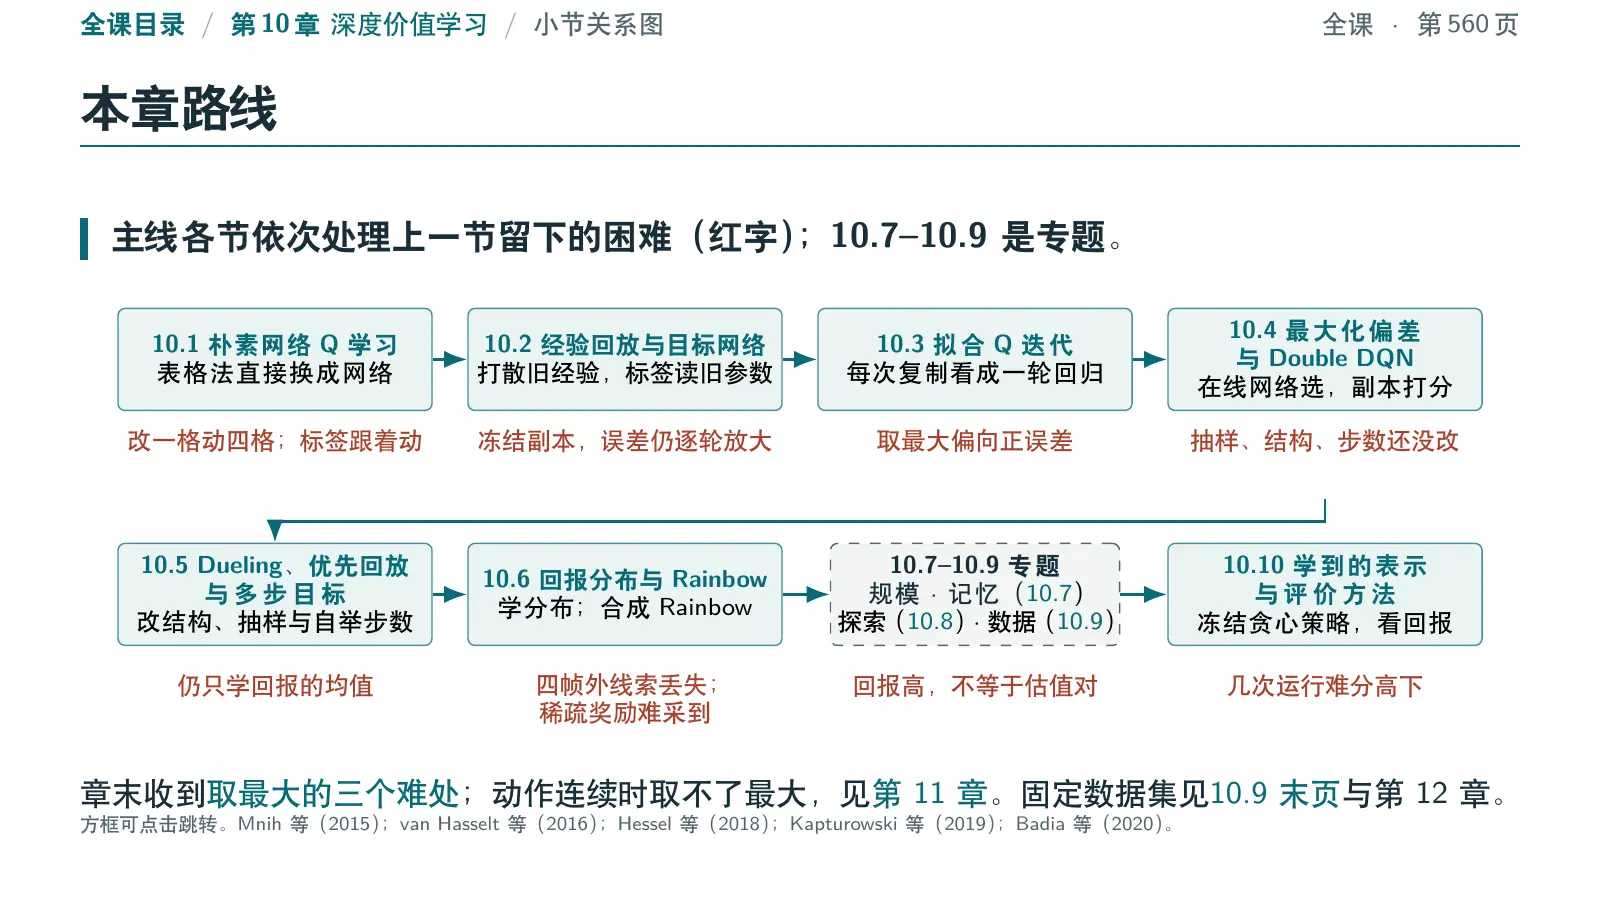 全课目录 / 第 10 章 深度价值学习 / 小节关系图
全课 · 第 560 页
本章路线
主线各节依次处理上一节留下的困难（红字）；10.7–10.9 是专题。
10.1 朴素网络 Q 学习
表格法直接换成网络
10.2 经验回放与目标网络
打散旧经验，标签读旧参数
10.3 拟合 Q 迭代
每次复制看成一轮回归
10.4 最大化偏差
与 Double DQN
在线网络选，副本打分
改一格动四格；标签跟着动
冻结副本，误差仍逐轮放大
取最大偏向正误差
抽样、结构、步数还没改
10.5 Dueling、优先回放
与多步目标
改结构、抽样与自举步数
10.6 回报分布与 Rainbow
学分布；合成 Rainbow
10.7–10.9 专题
规模 · 记忆（10.7）
探索（10.8）· 数据（10.9）
10.10 学到的表示
与评价方法
冻结贪心策略，看回报
仍只学回报的均值
四帧外线索丢失；
稀疏奖励难采到
回报高，不等于估值对
几次运行难分高下
章末收到取最大的三个难处；动作连续时取不了最大，见第 11 章。固定数据集见10.9 末页与第 12 章。
方框可点击跳转。Mnih 等（2015）；van Hasselt 等（2016）；Hessel 等（2018）；Kapturowski 等（2019）；Badia 等（2020）。